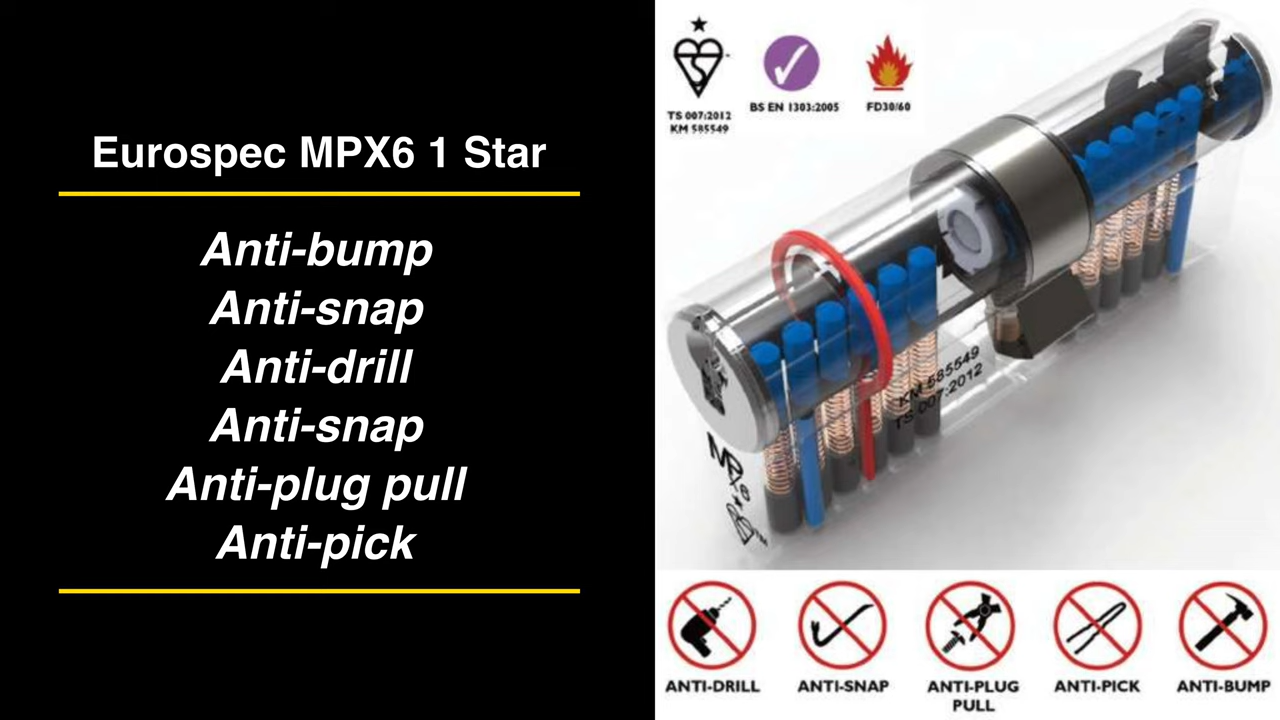 Eurospec MPX6 1 Star
Anti-bump
Anti-snap
Anti-drill
Anti-snap
Anti-plug pull
Anti-pick
TS 007:2012
KM 585549
BS EN 1303:2005
FD30/60
KM 585549
TS 007:2012
MPX6
ANTI-DRILL
ANTI-SNAP
ANTI-PLUG
PULL
ANTI-PICK
ANTI-BUMP